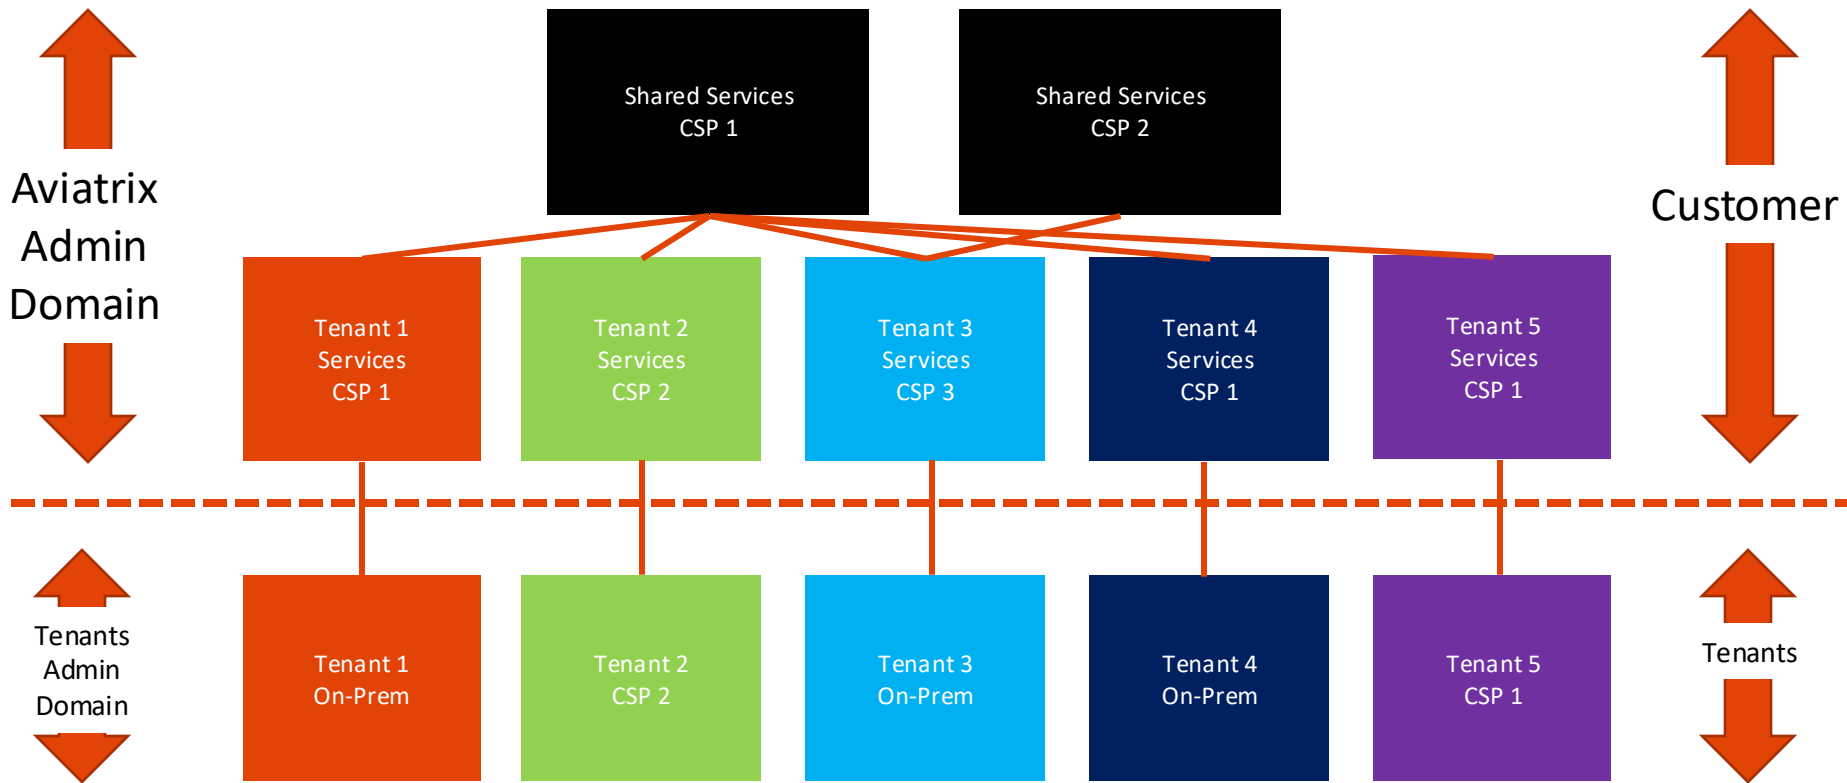 Shared Services
CSP 1
Shared Services
CSP 2
Aviatrix
Admin
Domain
Customer
Tenant 1
Services
CSP 1
Tenant 2
Services
CSP 2
Tenant 3
Services
CSP 3
Tenant 4
Services
CSP 1
Tenant 5
Services
CSP 1
Tenants
Admin
Domain
Tenant 1
On-Prem
Tenant 2
CSP 2
Tenant 3
On-Prem
Tenant 4
On-Prem
Tenant 5
CSP 1
Tenants